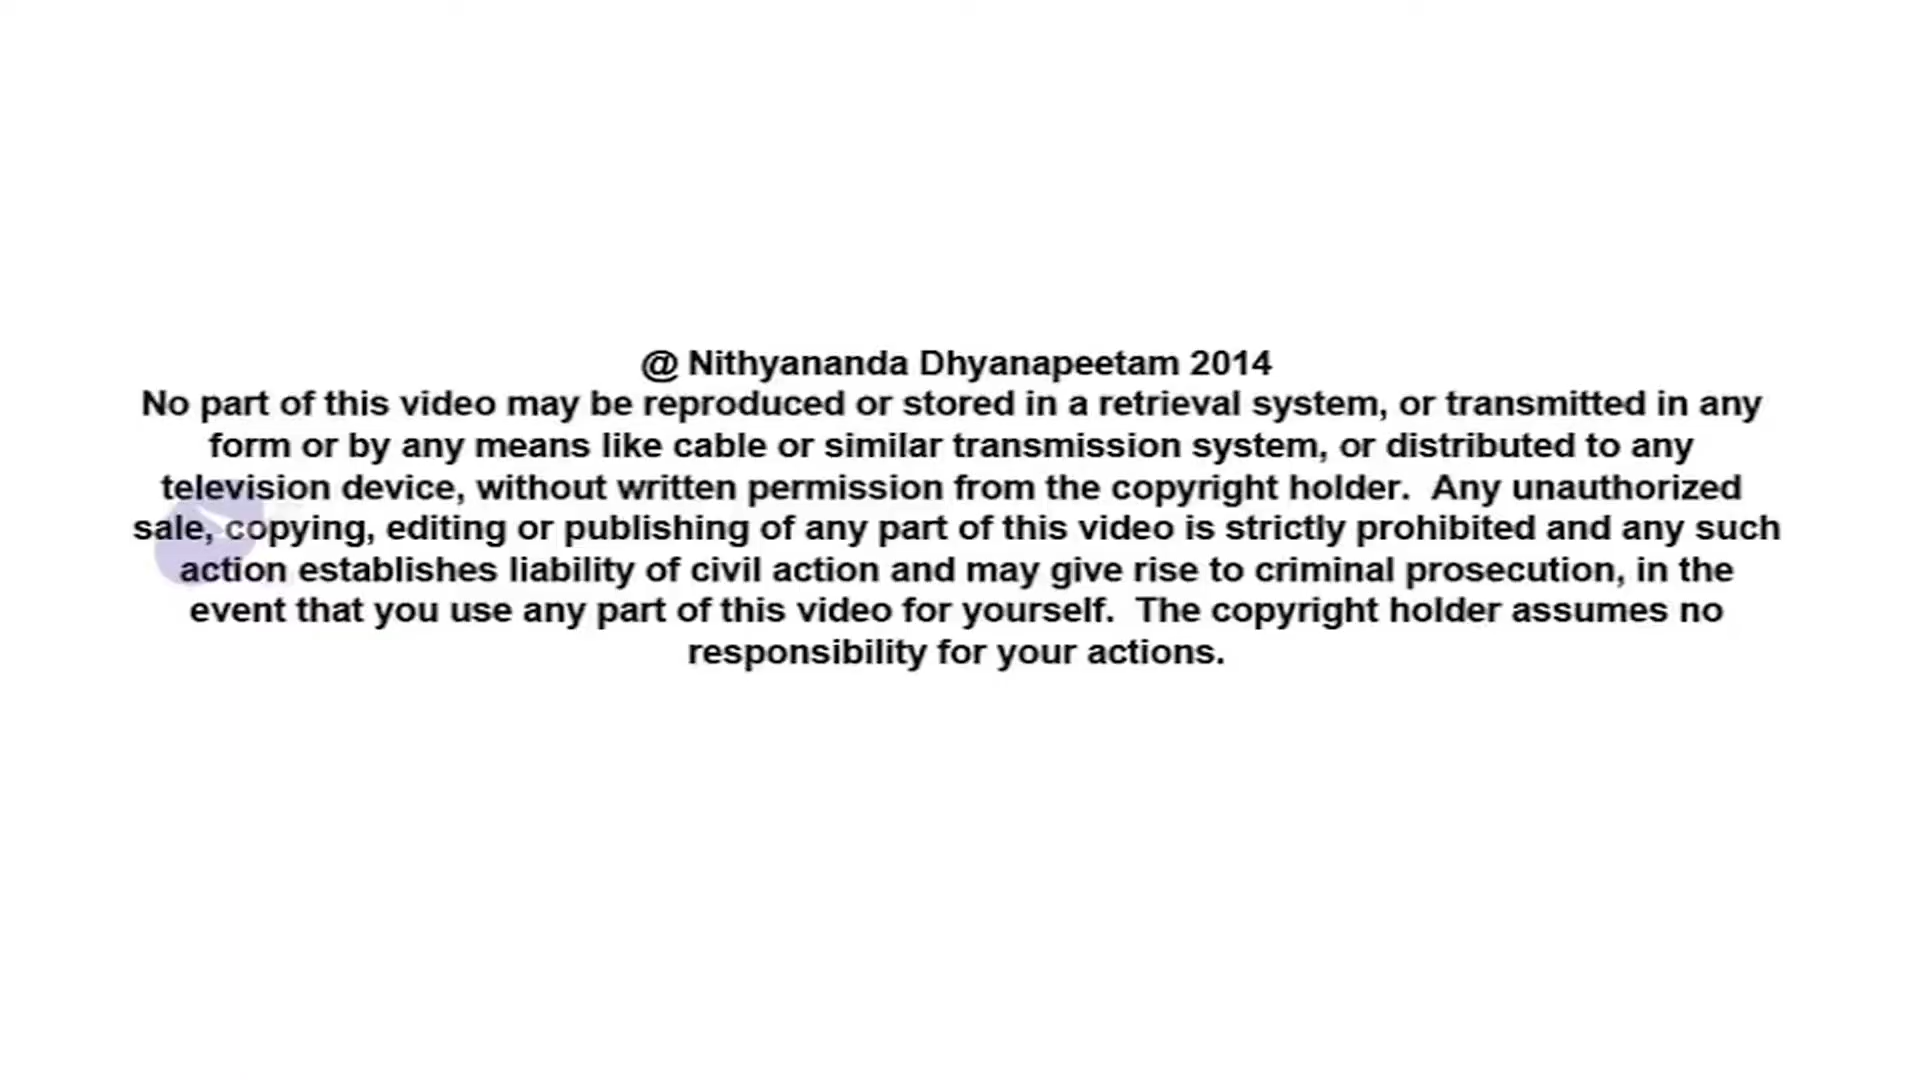 @ Nithyananda Dhyanapeetam 2014
No part of this video may be reproduced or stored in a retrieval system, or transmitted in any
form or by any means like cable or similar transmission system, or distributed to any
television device, without written permission from the copyright holder.  Any unauthorized
sale, copying, editing or publishing of any part of this video is strictly prohibited and any such
action establishes liability of civil action and may give rise to criminal prosecution, in the
event that you use any part of this video for yourself.  The copyright holder assumes no
responsibility for your actions.